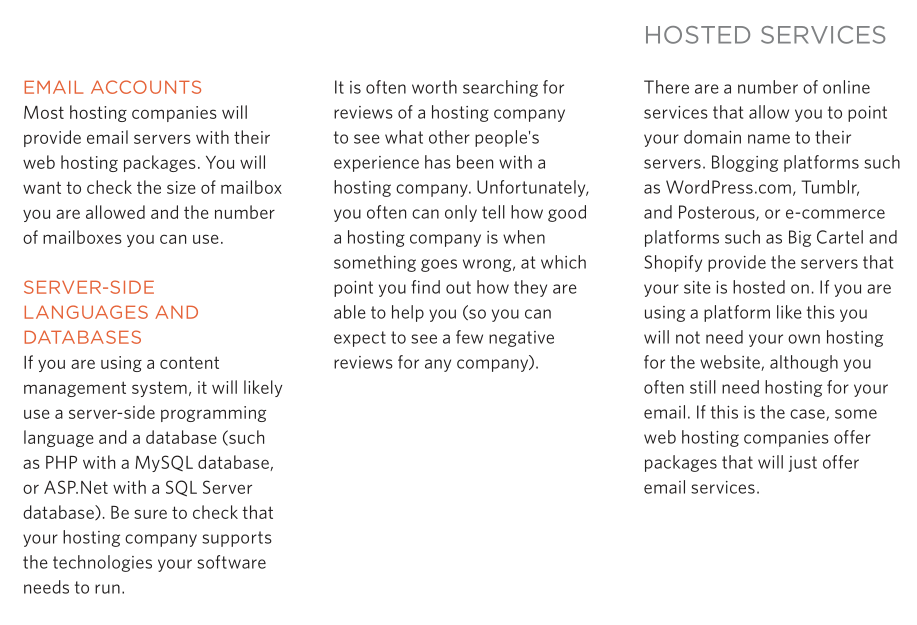 EMAIL ACCOUNTS
Most hosting companies will
provide email servers with their
web hosting packages. You will
want to check the size of mailbox
you are allowed and the number
of mailboxes you can use.
SERVER-SIDE
LANGUAGES AND
DATABASES
If you are using a content
management system, it will likely
use a server-side programming
language and a database (such
as PHP with a MySQL database,
or ASP.Net with a SQL Server
database). Be sure to check that
your hosting company supports
the technologies your software
needs to run.
It is often worth searching for
reviews of a hosting company
to see what other people's
experience has been with a
hosting company. Unfortunately,
you often can only tell how good
a hosting company is when
something goes wrong, at which
point you find out how they are
able to help you (so you can
expect to see a few negative
reviews for any company).
HOSTED SERVICES
There are a number of online
services that allow you to point
your domain name to their
servers. Blogging platforms such
as WordPress.com, Tumblr,
and Posterous, or e-commerce
platforms such as Big Cartel and
Shopify provide the servers that
your site is hosted on. If you are
using a platform like this you
will not need your own hosting
for the website, although you
often still need hosting for your
email. If this is the case, some
web hosting companies offer
packages that will just offer
email services.